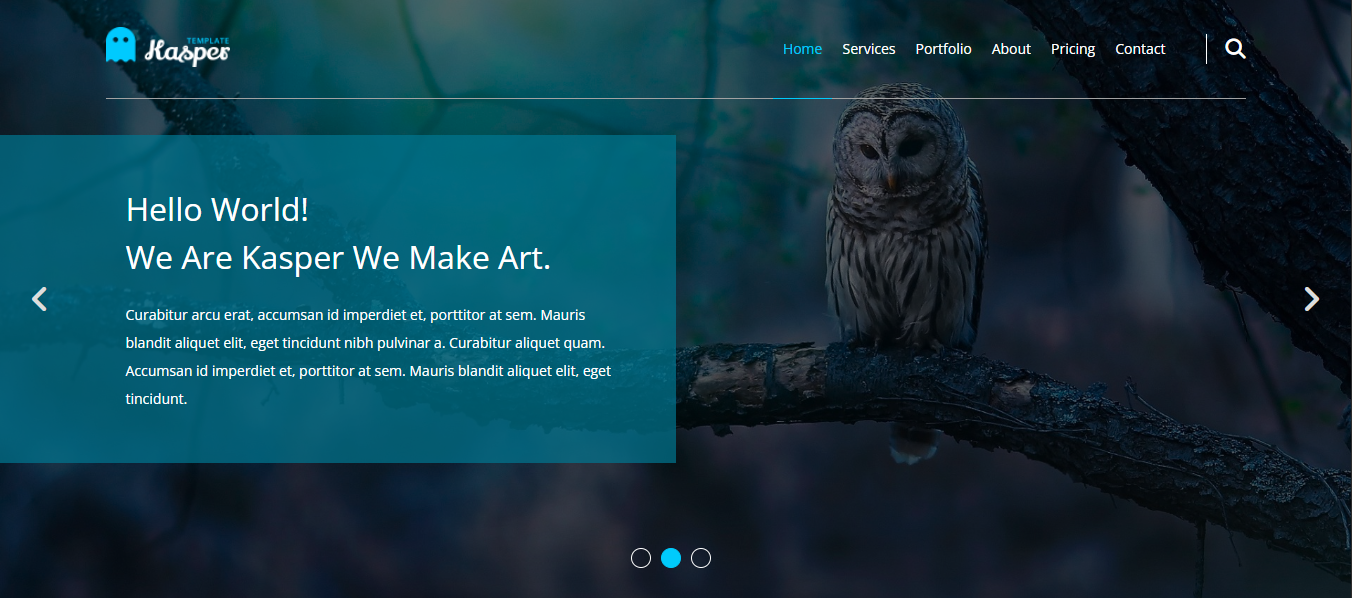 TEMPLATE
Kasper
Home Services Portfolio About Pricing Contact
Hello World!
We Are Kasper We Make Art.
Curabitur arcu erat, accumsan id imperdiet et, porttitor at sem. Mauris
blandit aliquet elit, eget tincidunt nibh pulvinar a. Curabitur aliquet quam.
Accumsan id imperdiet et, porttitor at sem. Mauris blandit aliquet elit, eget
tincidunt.